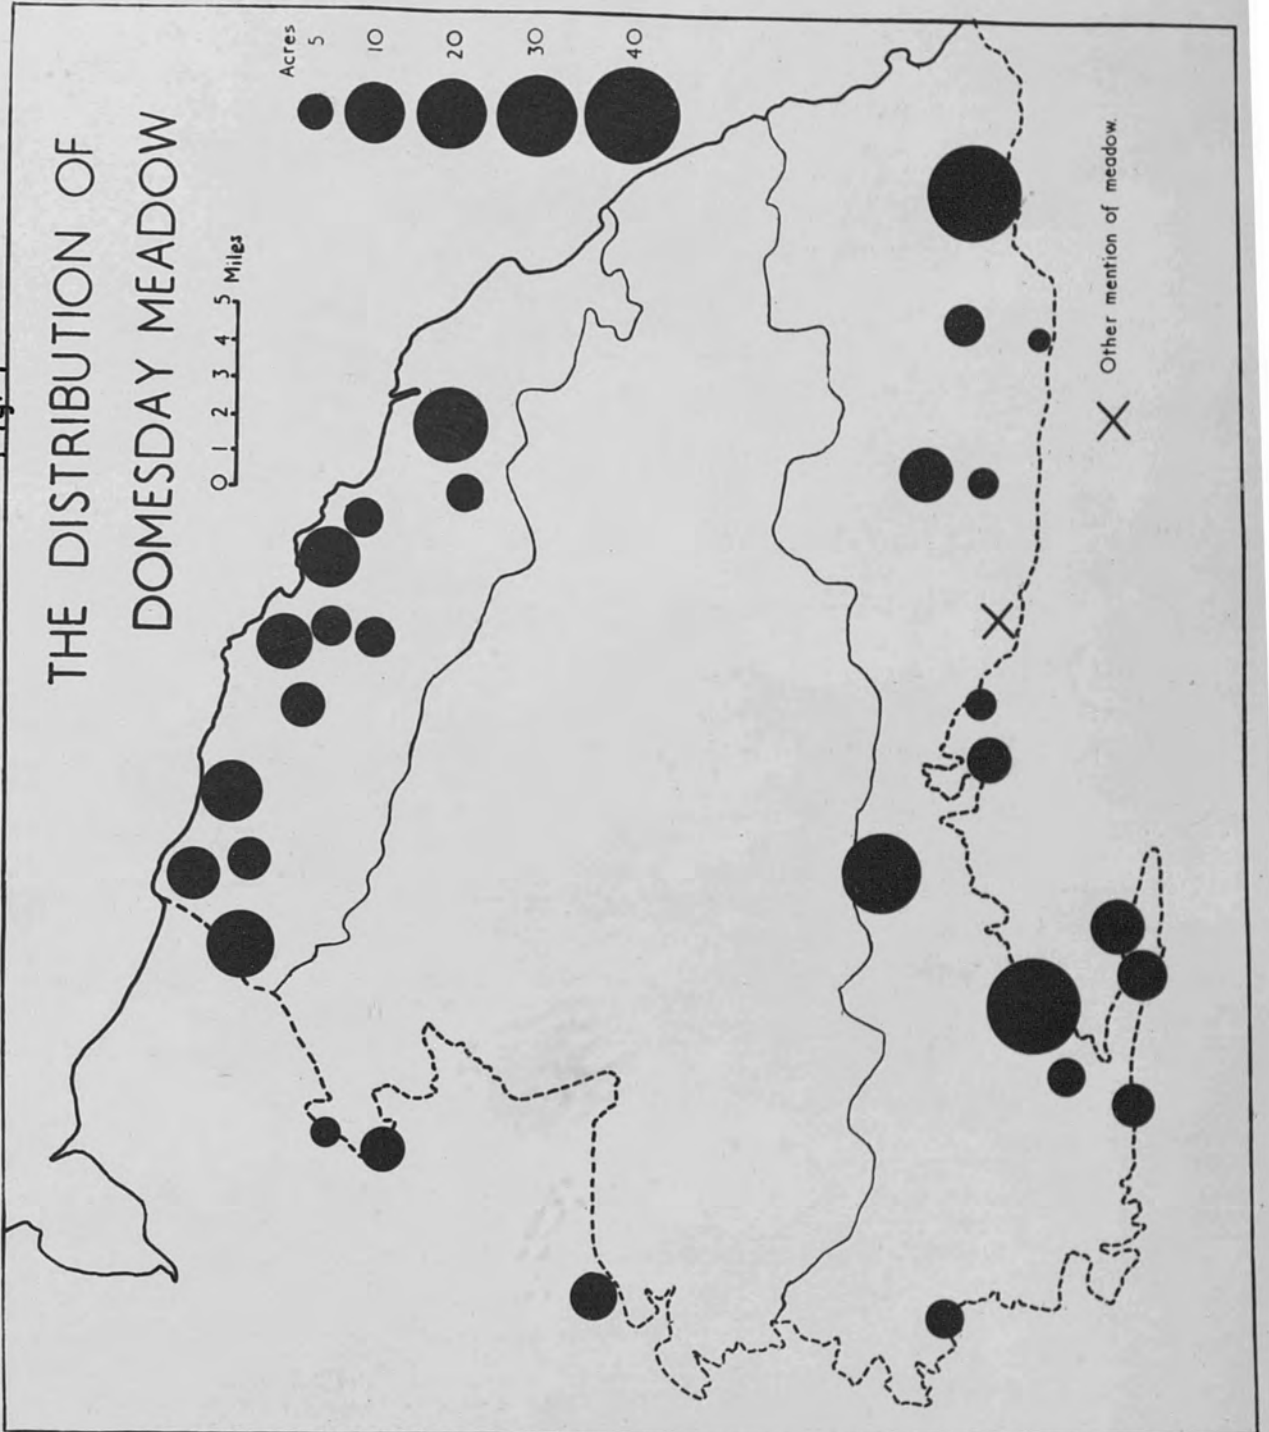 THE DISTRIBUTION OF
DOMESDAY MEADOW
0 1 2 3 4 5 Miles
Acres
5
10
20
30
40
Other mention of meadow.